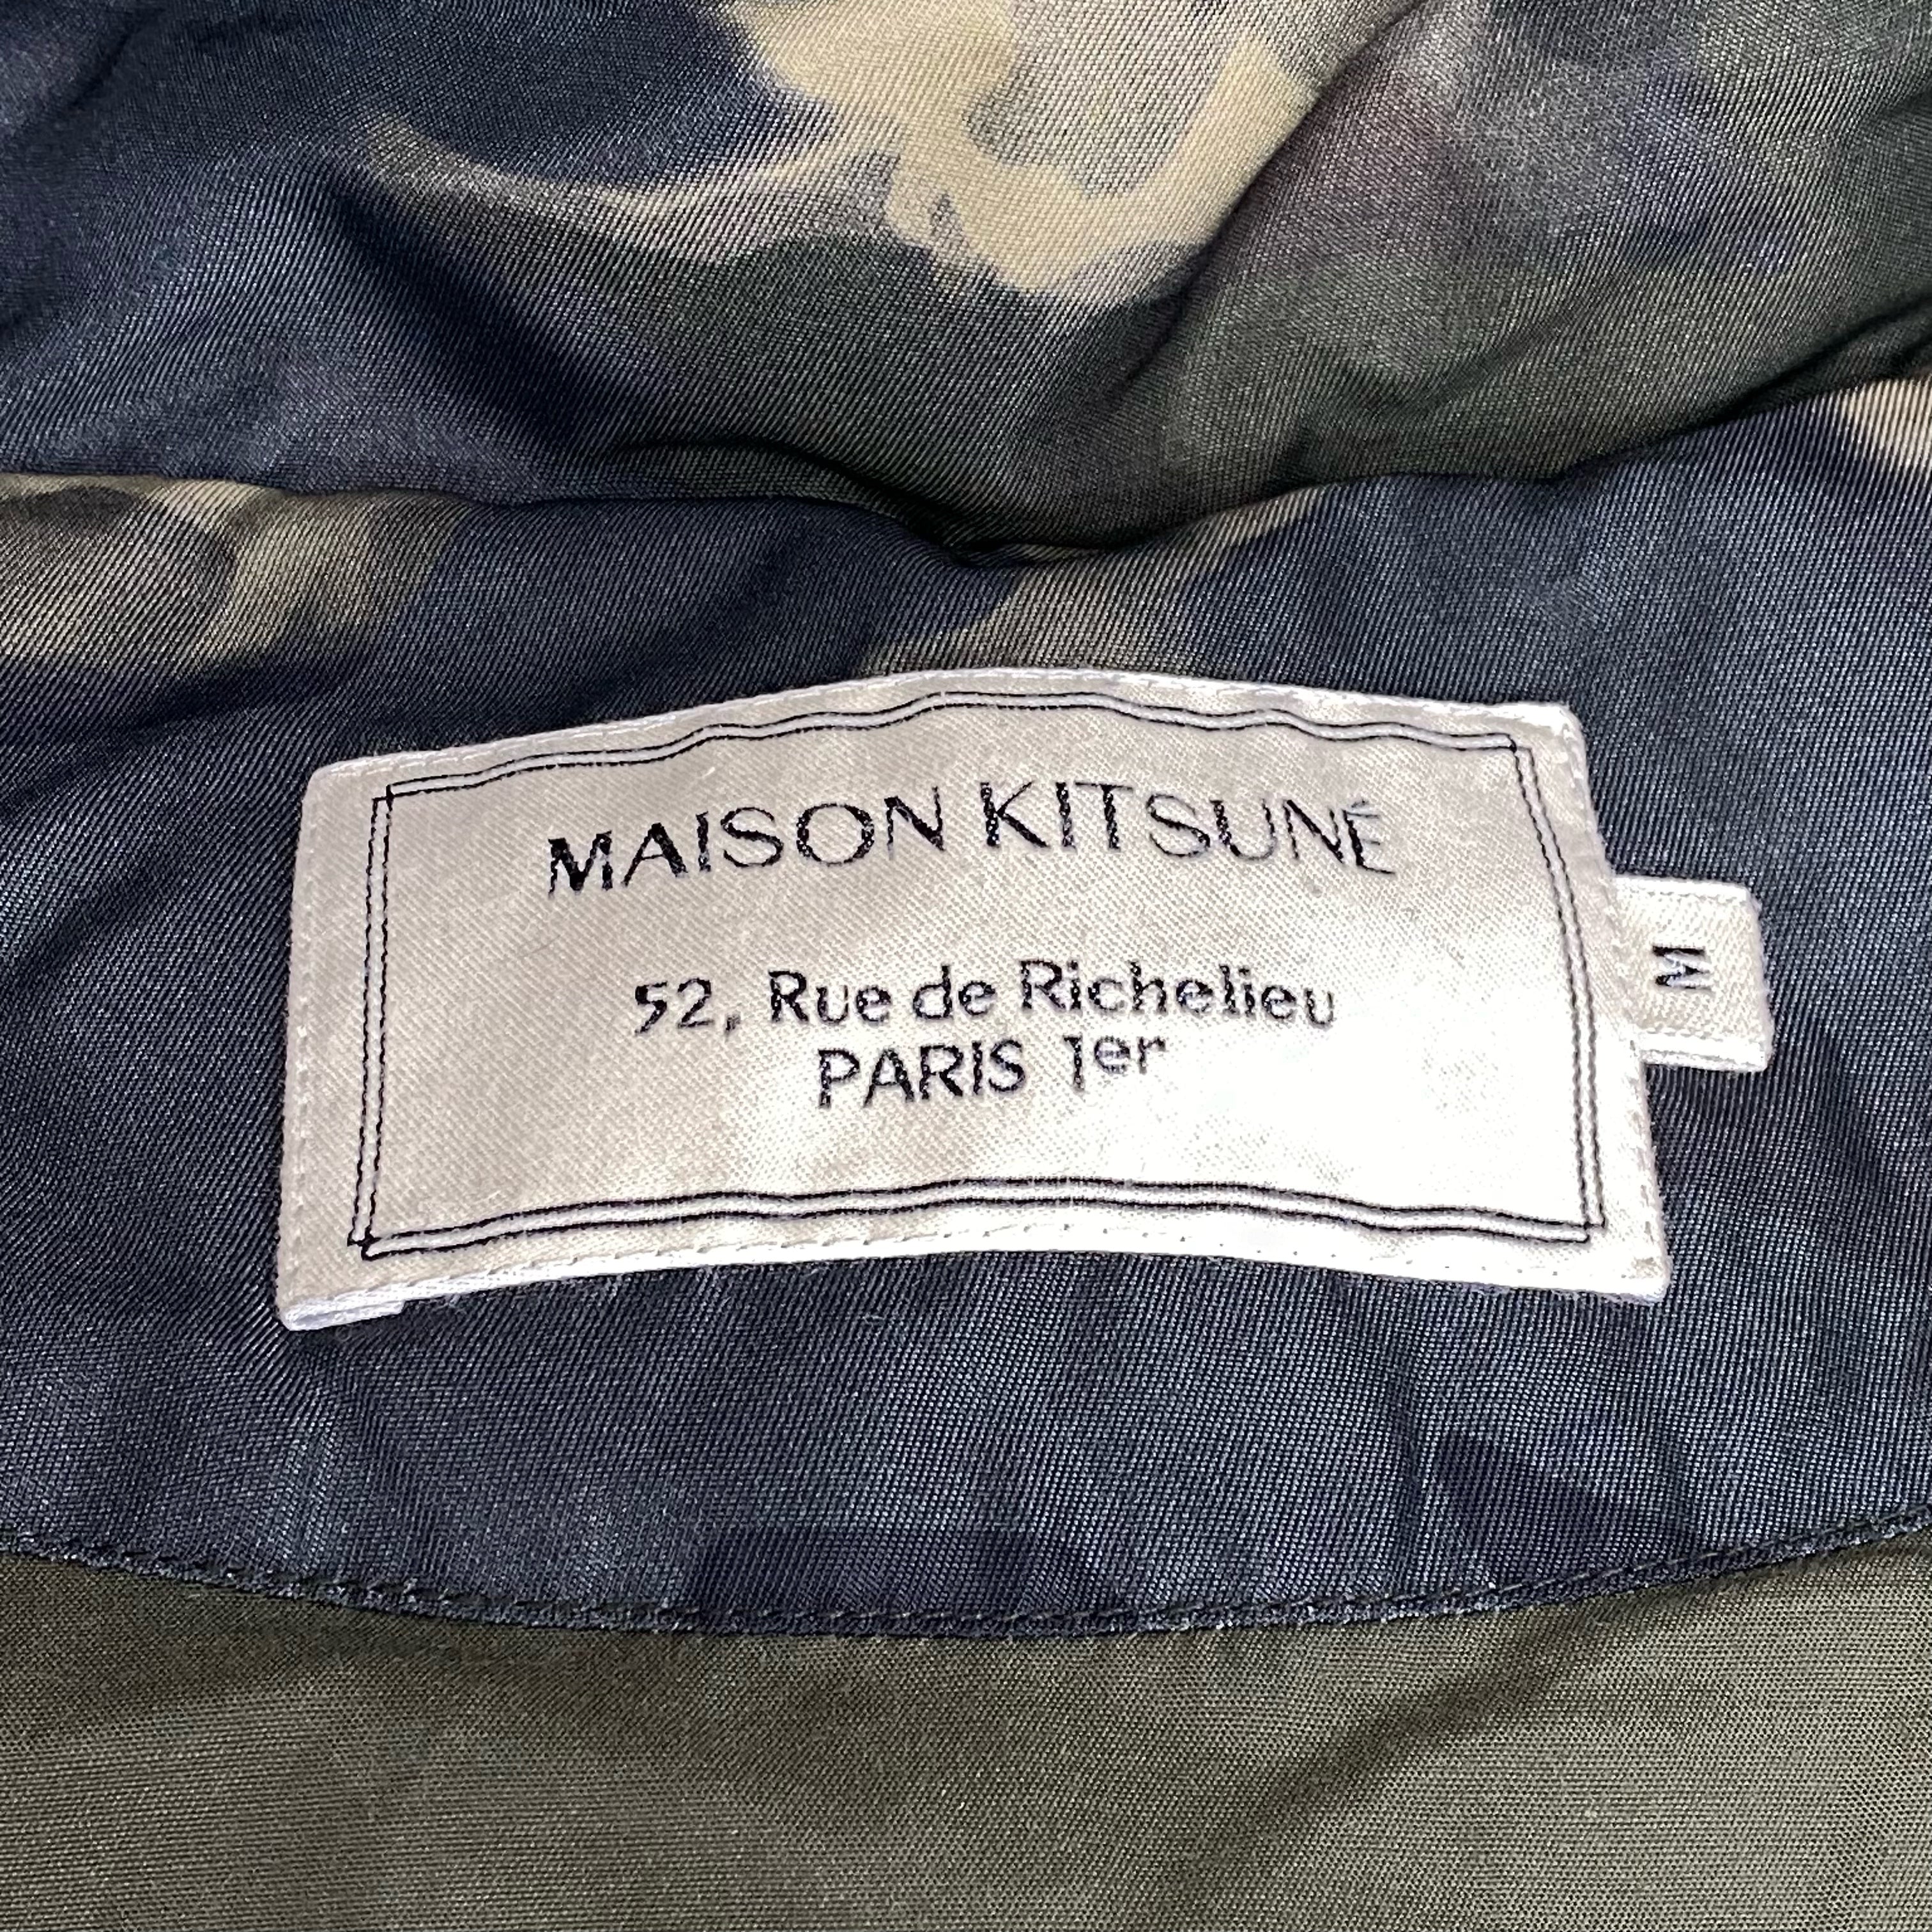 MAISON KITSUNÉ
52, Rue de Richelieu
PARIS 1er
M